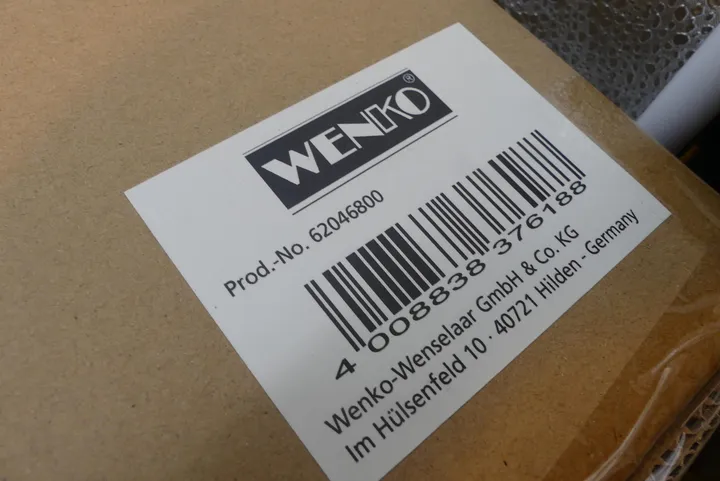 WENKO®
Prod.-No. 62046800
4 008838 376188
Wenko-Wenselaar GmbH & Co. KG
Im Hülsenfeld 10 · 40721 Hilden - Germany